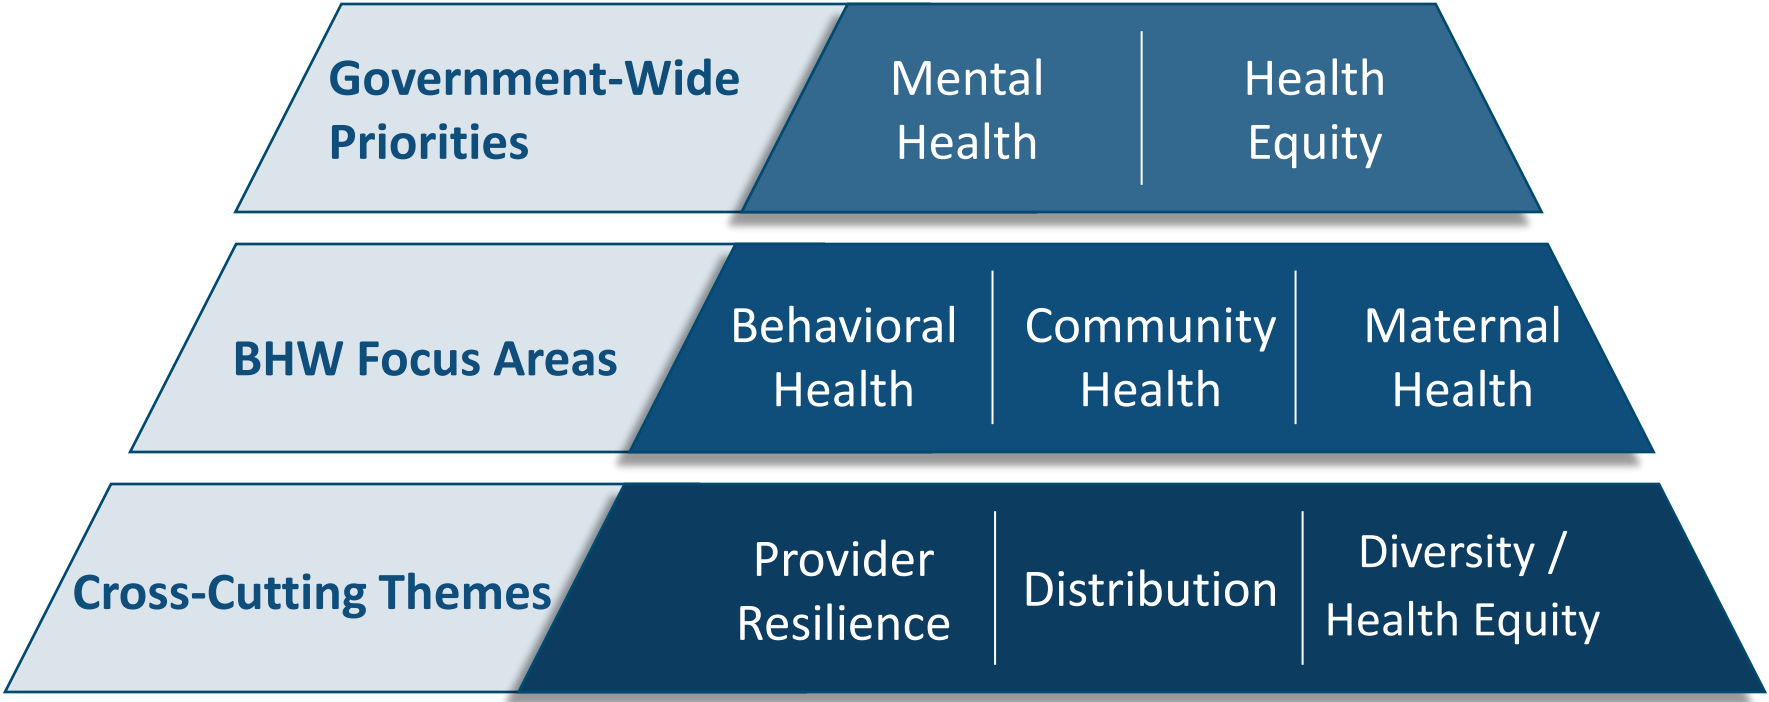 Government-Wide
Priorities
Mental
Health
Health
Equity
BHW Focus Areas
Behavioral
Health
Community
Health
Maternal
Health
Cross-Cutting Themes
Provider
Resilience
Distribution
Diversity /
Health Equity